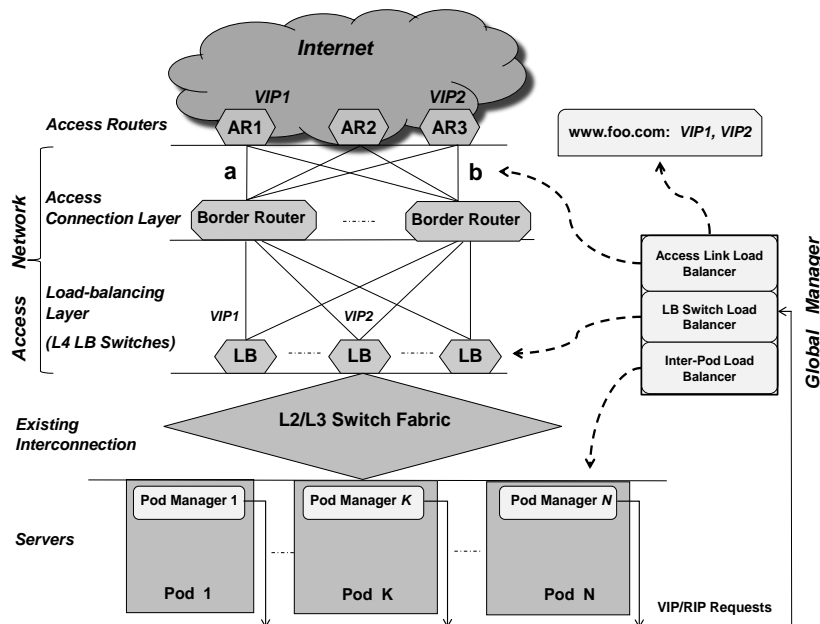 Internet
VIP1
VIP2
Access Routers
AR1
AR2
AR3
www.foo.com: VIP1, VIP2
a
b
Access
Connection Layer
Border Router
Border Router
Network
Access
Load-balancing
Layer
(L4 LB Switches)
VIP1
VIP2
LB
LB
LB
Access Link Load
Balancer
LB Switch Load
Balancer
Inter-Pod Load
Balancer
Global Manager
Existing
Interconnection
L2/L3 Switch Fabric
Servers
Pod Manager 1
Pod Manager K
Pod Manager N
Pod 1
Pod K
Pod N
VIP/RIP Requests